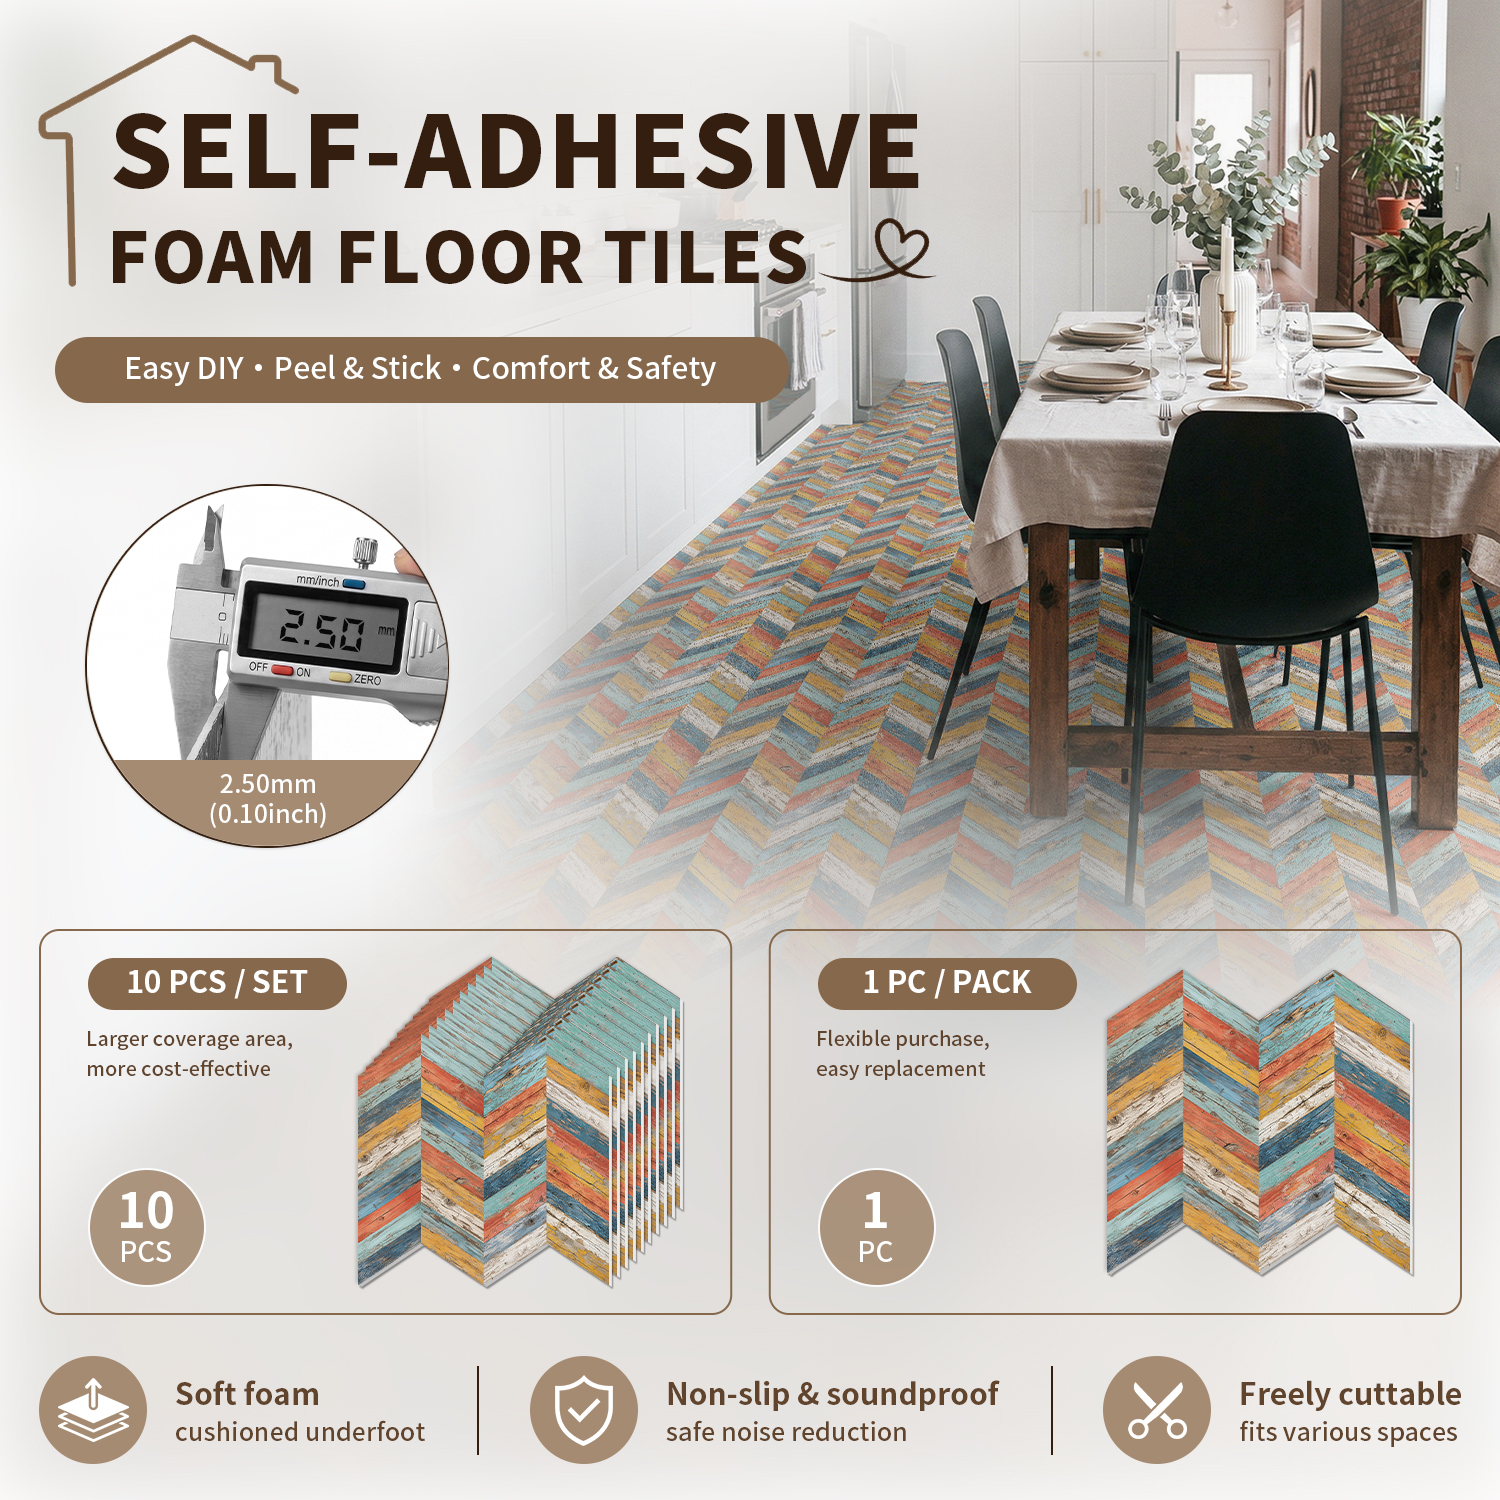 SELF-ADHESIVE
FOAM FLOOR TILES
Easy DIY • Peel & Stick • Comfort & Safety
mm/inch
0
2.50 mm
OFF ON ZERO
2.50mm
(0.10inch)
10 PCS / SET
Larger coverage area,
more cost-effective
10
PCS
1 PC / PACK
Flexible purchase,
easy replacement
1
PC
Soft foam
cushioned underfoot
Non-slip & soundproof
safe noise reduction
Freely cuttable
fits various spaces